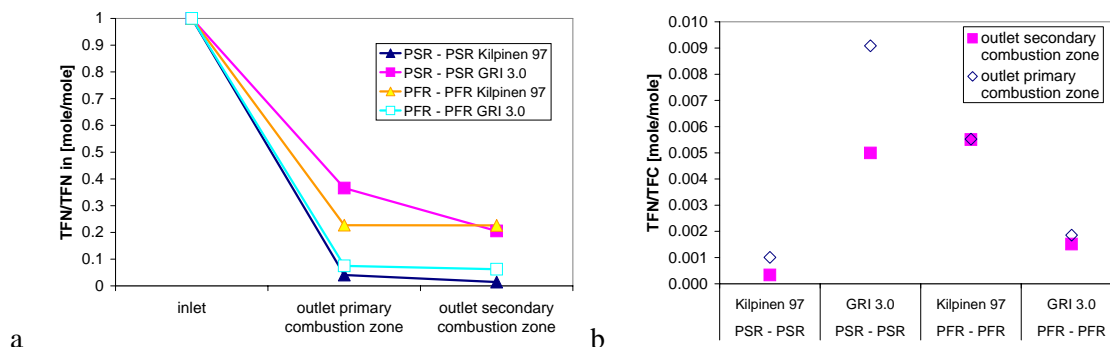 TFN/TFN in [mole/mole]
1
0.9
0.8
0.7
0.6
0.5
0.4
0.3
0.2
0.1
0
PSR - PSR Kilpinen 97
PSR - PSR GRI 3.0
PFR - PFR Kilpinen 97
PFR - PFR GRI 3.0
inlet
outlet primary
combustion zone
outlet secondary
combustion zone
a
TFN/TFC [mole/mole]
0.010
0.009
0.008
0.007
0.006
0.005
0.004
0.003
0.002
0.001
0.000
outlet secondary
combustion zone
outlet primary
combustion zone
Kilpinen 97
GRI 3.0
Kilpinen 97
GRI 3.0
PSR - PSR
PSR - PSR
PFR - PFR
PFR - PFR
b